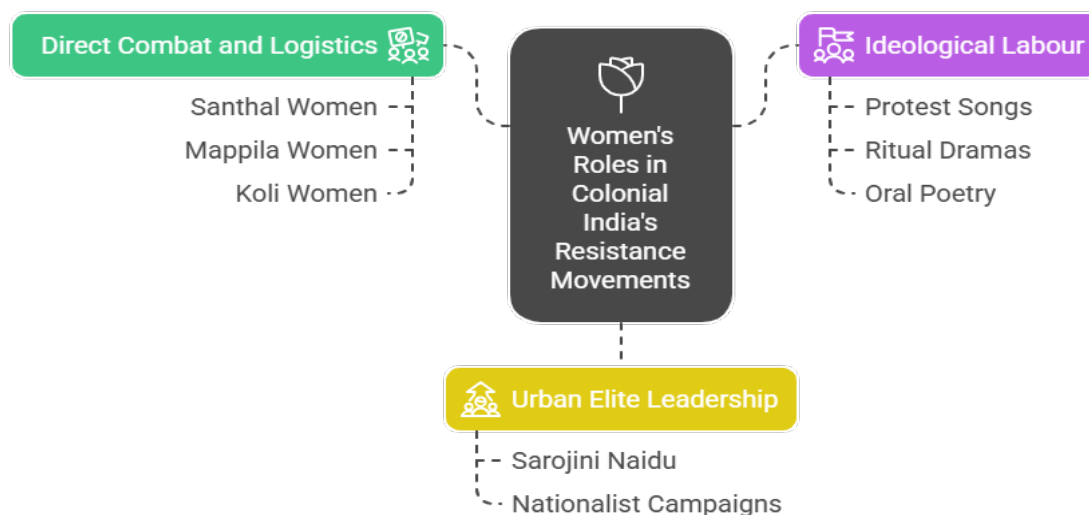 Direct Combat and Logistics
Santhal Women
Mappila Women
Koli Women
Women's
Roles in
Colonial
India's
Resistance
Movements
Ideological Labour
Protest Songs
Ritual Dramas
Oral Poetry
Urban Elite Leadership
Sarojini Naidu
Nationalist Campaigns